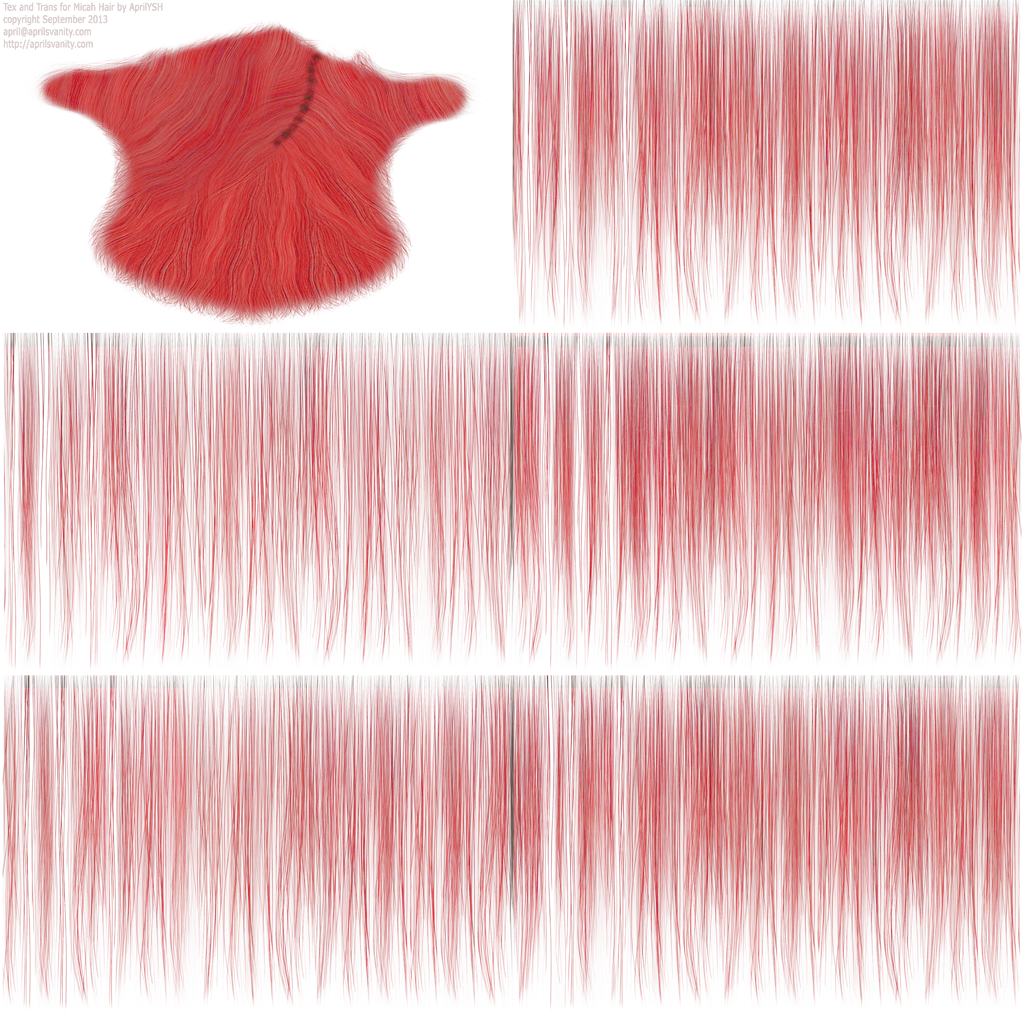 Tex and Trans for Micah Hair by AprilYSH
copyright September 2013
april@aprilsvanity.com
http://aprilsvanity.com